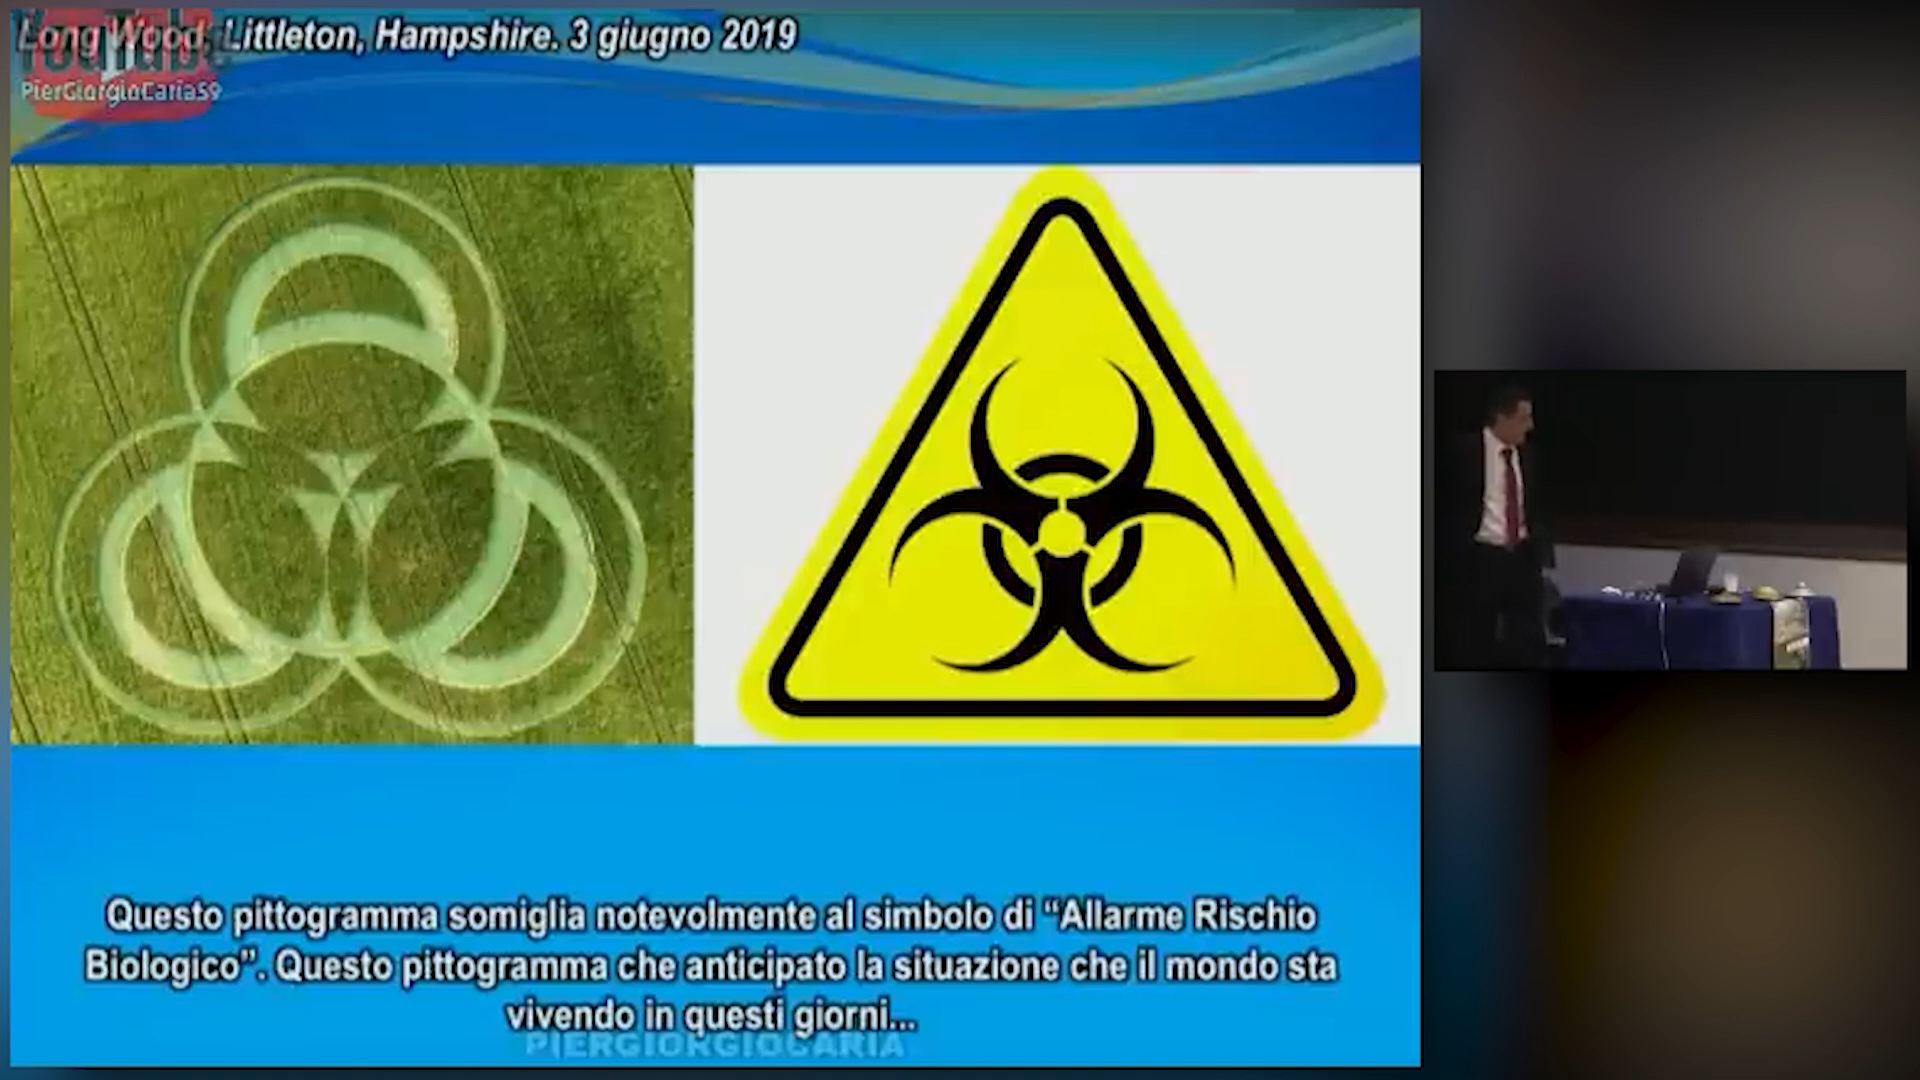 Long Wood, Littleton, Hampshire. 3 giugno 2019
YouTube
PierGiorgioCaria59
Questo pittogramma somiglia notevolmente al simbolo di “Allarme Rischio
Biologico”. Questo pittogramma che anticipato la situazione che il mondo sta
vivendo in questi giorni...
PIERGIORGIOCARIA